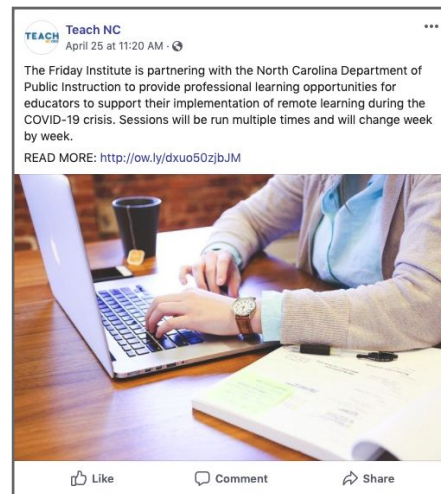 TEACH
Teach NC
April 25 at 11:20 AM ·
The Friday Institute is partnering with the North Carolina Department of
Public Instruction to provide professional learning opportunities for
educators to support their implementation of remote learning during the
COVID-19 crisis. Sessions will be run multiple times and will change week
by week.
READ MORE: http://ow.ly/dxuo50zjbJM
Like
Comment
Share